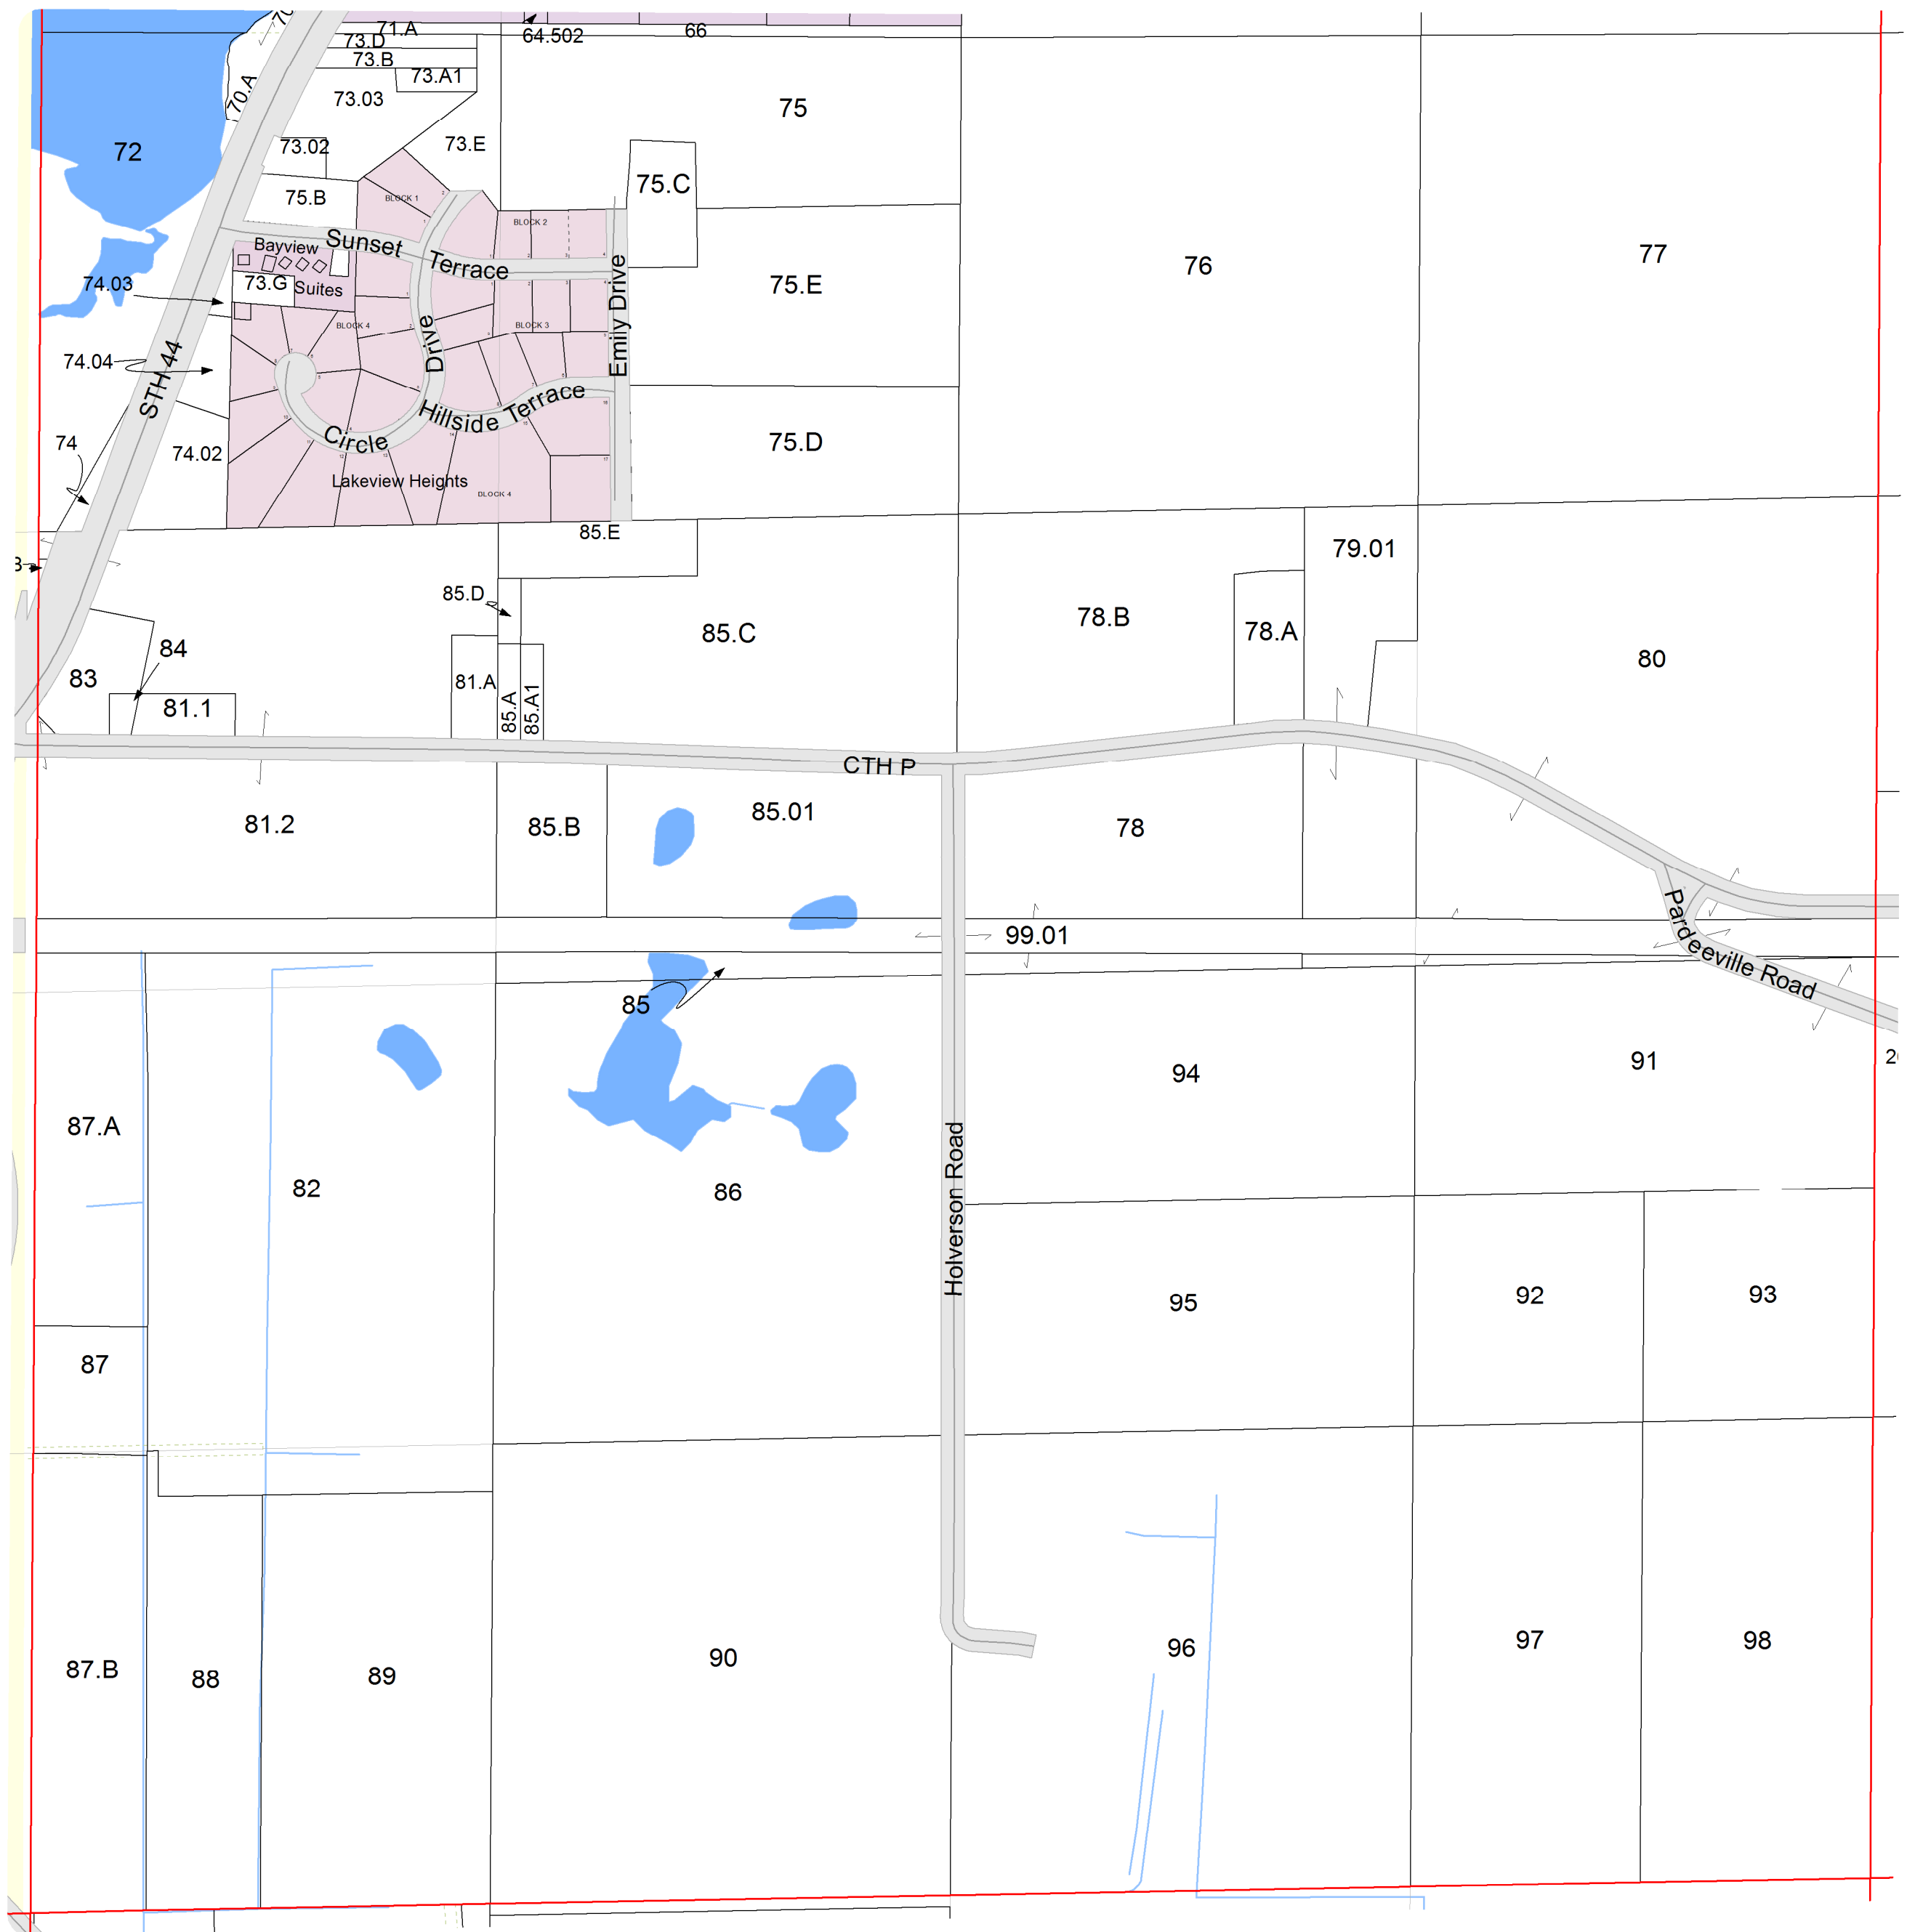 70
71.A
64.502
66
73.D
73.B
73.A1
70.A
73.03
75
72
73.02
73.E
75.C
75.B
BLOCK 1
BLOCK 2
Bayview
Sunset Terrace
76
77
74.03
73.G
Suites
Emily Drive
75.E
BLOCK 4
BLOCK 3
Drive
74.04
STH 44
Hillside Terrace
Circle
74
74.02
75.D
Lakeview Heights
BLOCK 4
85.E
79.01
85.D
78.B
78.A
85.C
84
83
81.A
80
81.1
85.A
85.A1
CTH P
81.2
85.B
85.01
78
99.01
Pardeeville Road
85
94
91
87.A
82
86
Holverson Road
95
92
93
87
87.B
88
89
90
96
97
98